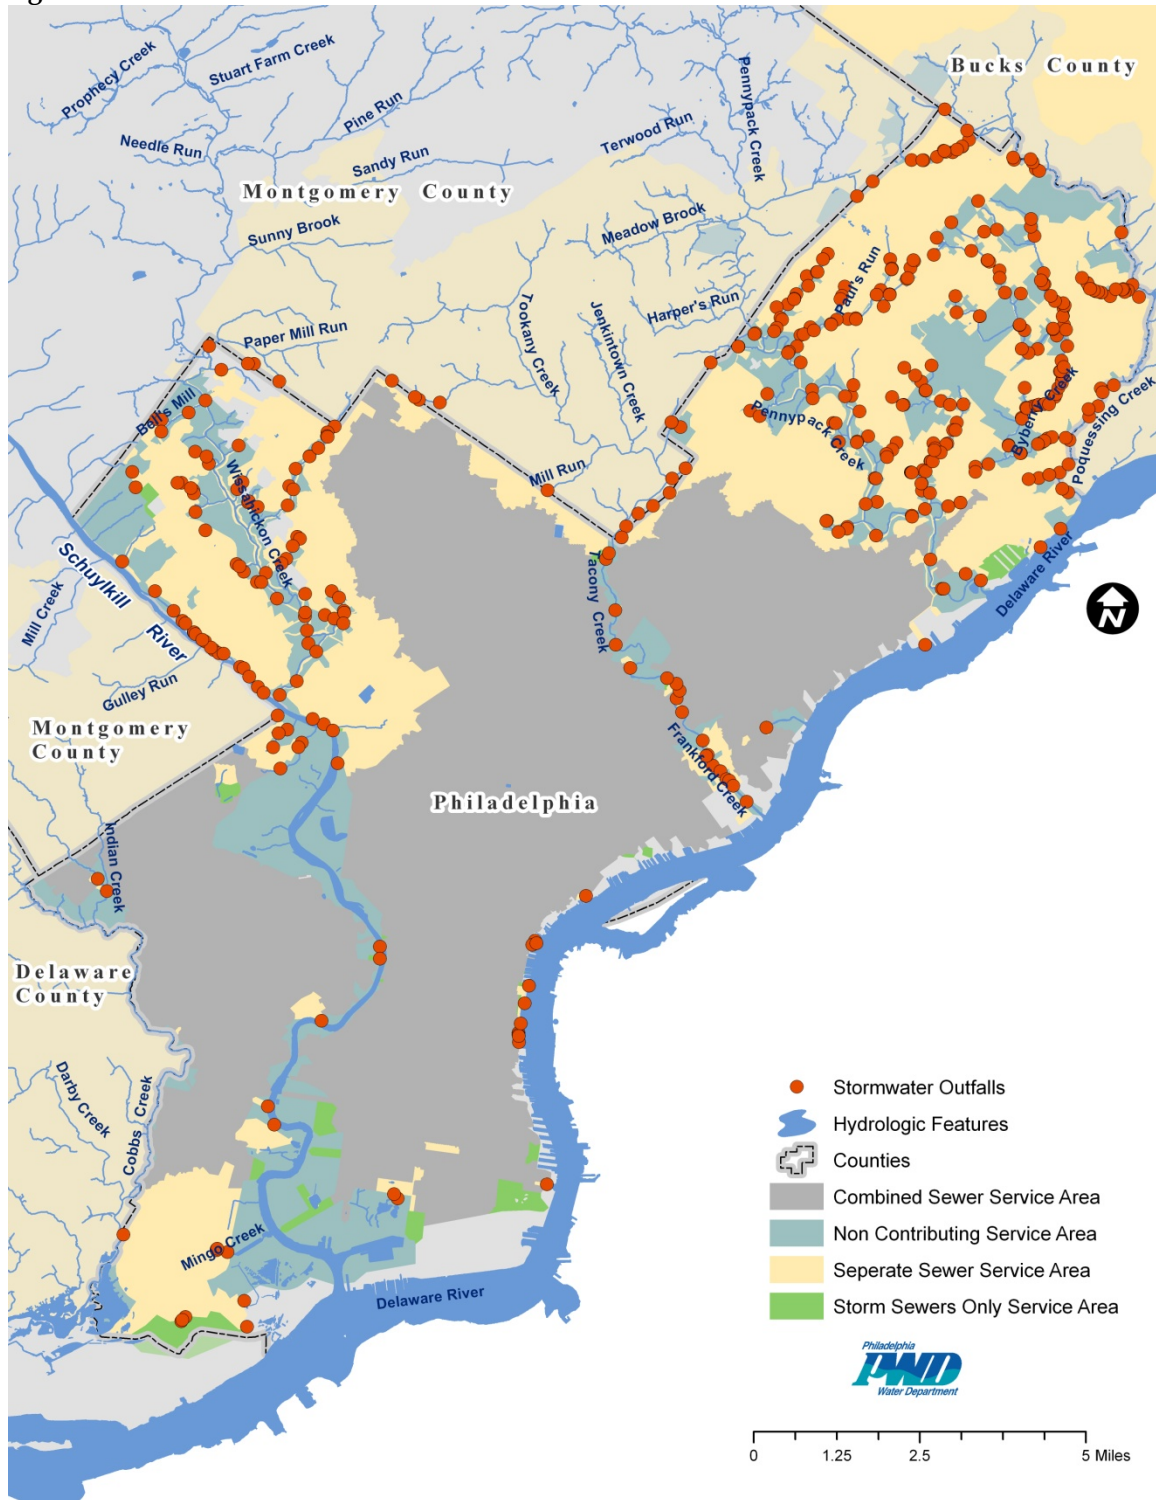 Prophecy Creek
Stuart Farm Creek
Pennypack Creek
Bucks County
Pine Run
Needle Run
Terwood Run
Sandy Run
Montgomery County
Sunny Brook
Meadow Brook
Paul's Run
Tookany Creek
Jenkintown Creek
Harper's Run
Paper Mill Run
Bell's Mill
Pennypack Creek
Byberry Creek
Poquessing Creek
Mill Run
Wissahickon Creek
Schuylkill
River
Mill Creek
Tacony Creek
Delaware River
N
Gulley Run
Montgomery
County
Frankford Creek
Philadelphia
Indian Creek
Delaware
County
Darby Creek
Cobbs Creek
Mingo Creek
Delaware River
Stormwater Outfalls
Hydrologic Features
Counties
Combined Sewer Service Area
Non Contributing Service Area
Seperate Sewer Service Area
Storm Sewers Only Service Area
Philadelphia
PWD
Water Department
0 1.25 2.5 5 Miles